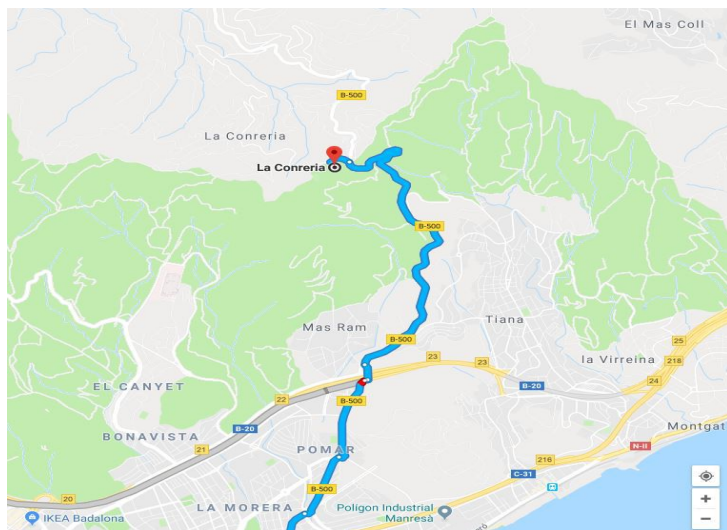 El Mas Coll
B-500
La Conreria
La Conreria
B-500
Mas Ram
Tiana
B-500
25
218
la Virreina
23
23
24
EL CANYET
B-20
22
B-500
Montgat
B-20
BONAVISTA
21
POMAR
216
N-II
C-31
20
B-500
LA MORERA
Polígon Industrial
Manresà
IKEA Badalona